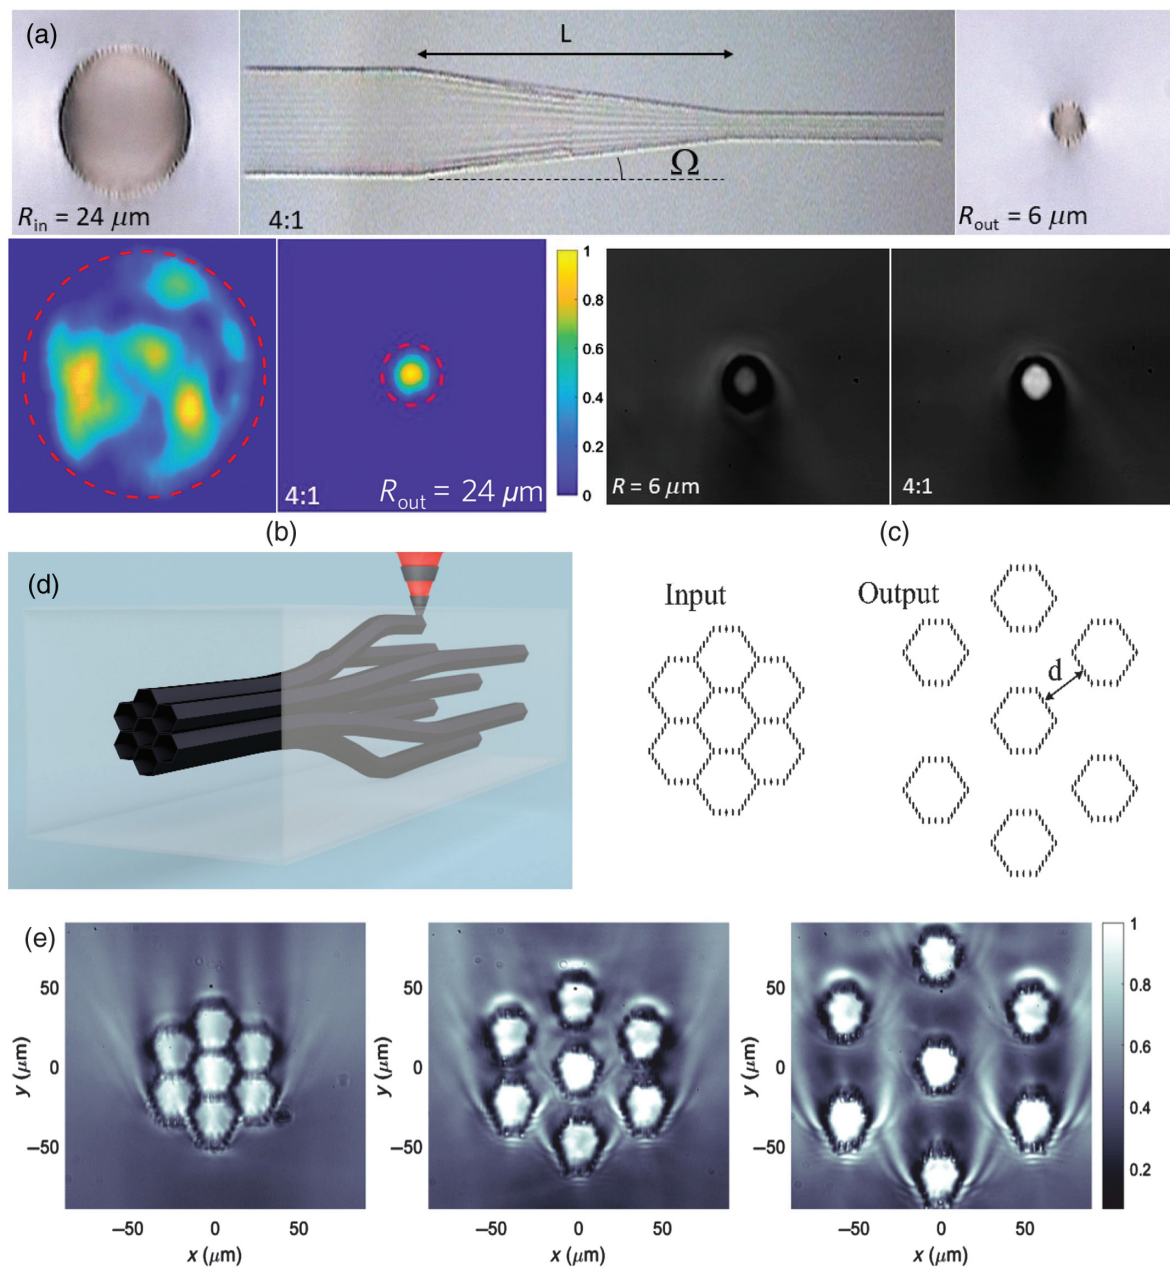 (a)
L
Ω
R_in = 24 μm
4:1
R_out = 6 μm
4:1
R_out = 24 μm
1
0.8
0.6
0.4
0.2
0
R = 6 μm
4:1
(b)
(c)
(d)
Input
Output
d
(e)
50
0
–50
y (μm)
–50
0
50
x (μm)
50
0
–50
y (μm)
–50
0
50
x (μm)
50
0
–50
y (μm)
–50
0
50
x (μm)
1
0.8
0.6
0.4
0.2